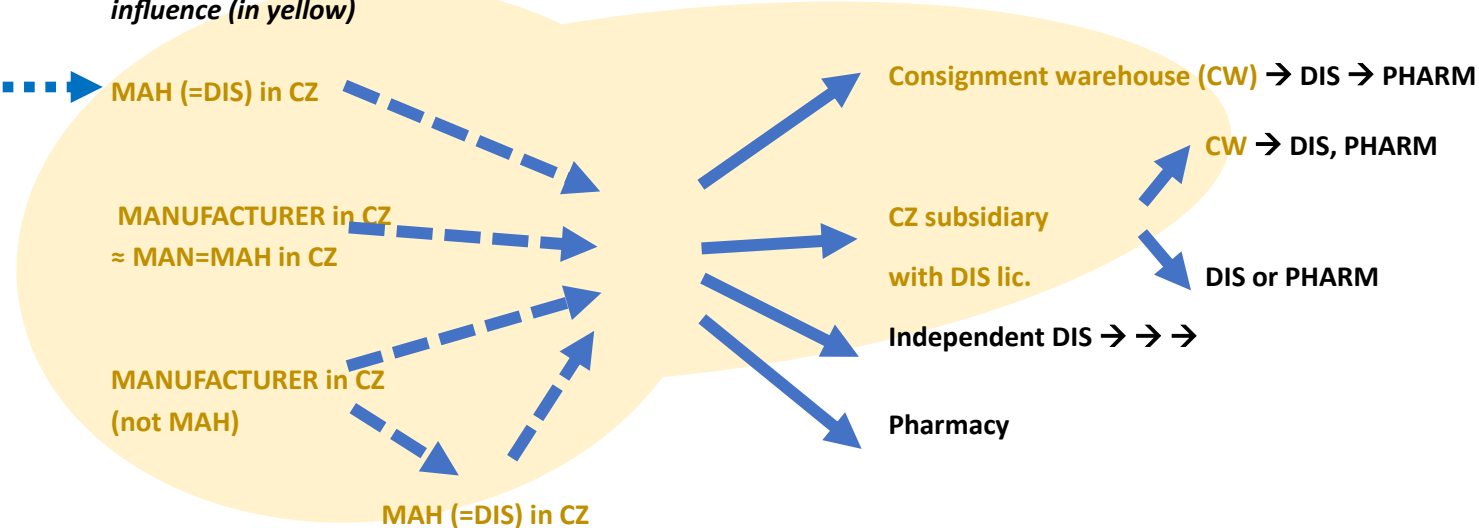 influence (in yellow)
MAH (=DIS) in CZ
MANUFACTURER in CZ
≈ MAN=MAH in CZ
MANUFACTURER in CZ
(not MAH)
MAH (=DIS) in CZ
Consignment warehouse (CW) → DIS → PHARM
CW → DIS, PHARM
CZ subsidiary
with DIS lic.
DIS or PHARM
Independent DIS → → →
Pharmacy